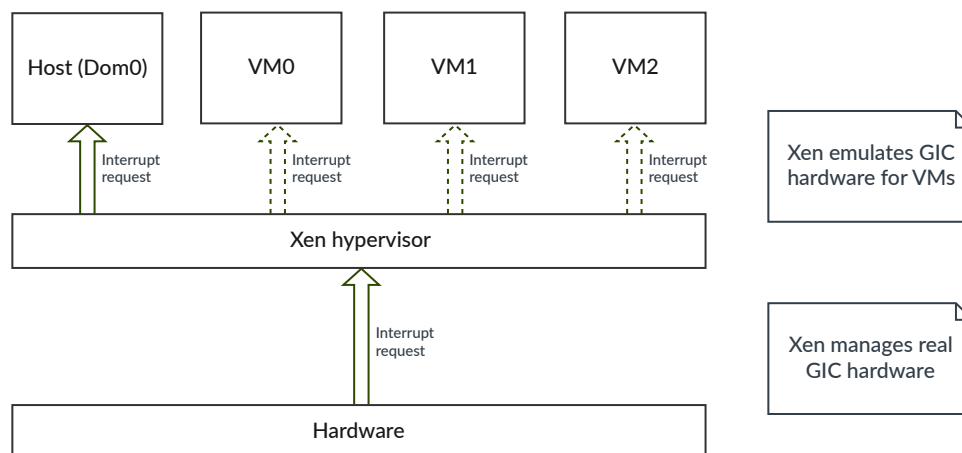 Host (Dom0)
VM0
VM1
VM2
Interrupt
request
Interrupt
request
Interrupt
request
Interrupt
request
Xen emulates GIC
hardware for VMs
Xen hypervisor
Interrupt
request
Xen manages real
GIC hardware
Hardware